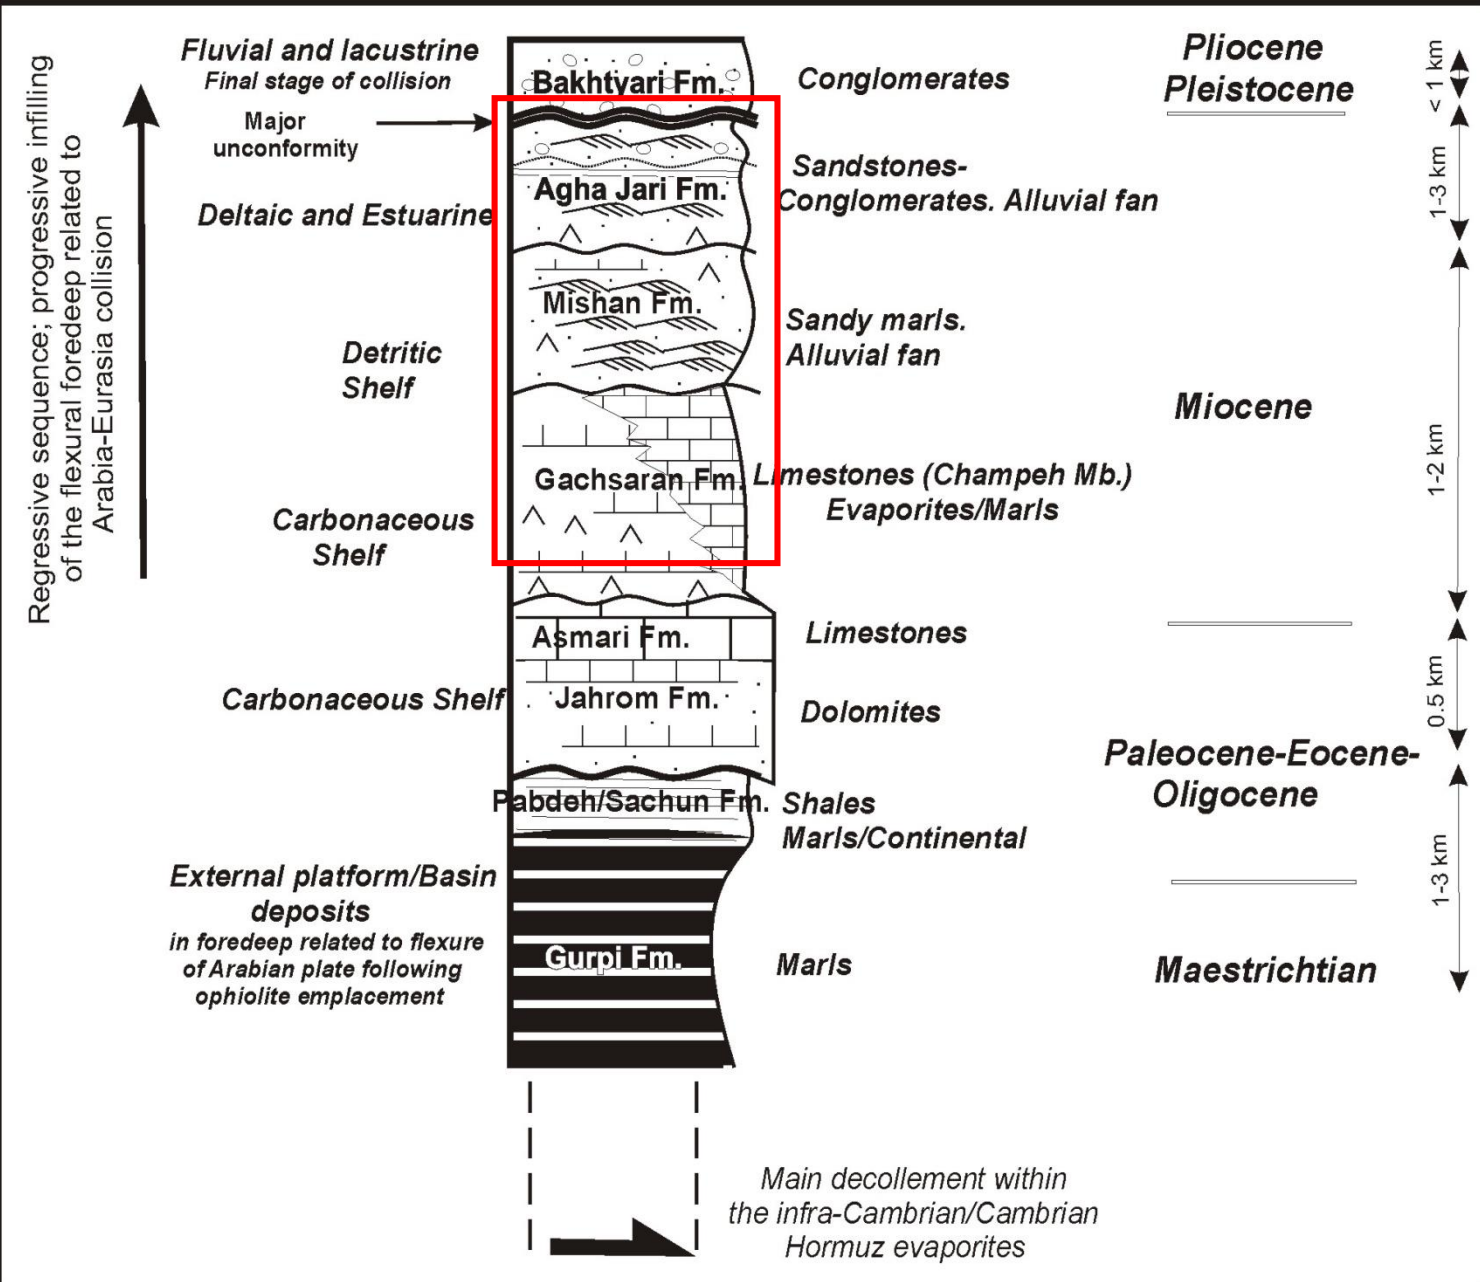 Regressive sequence; progressive infilling
of the flexural foredeep related to
Arabia-Eurasia collision
Fluvial and lacustrine
Final stage of collision
Major
unconformity
Deltaic and Estuarine
Detritic
Shelf
Carbonaceous
Shelf
Carbonaceous Shelf
External platform/Basin
deposits
in foredeep related to flexure
of Arabian plate following
ophiolite emplacement
Bakhtyari Fm.
Agha Jari Fm.
Mishan Fm.
Gachsaran Fm.
Asmari Fm.
Jahrom Fm.
Pabdeh/Sachun Fm.
Gurpi Fm.
Conglomerates
Sandstones-
Conglomerates. Alluvial fan
Sandy marls.
Alluvial fan
Limestones (Champeh Mb.)
Evaporites/Marls
Limestones
Dolomites
Shales
Marls/Continental
Marls
Pliocene
Pleistocene
Miocene
Paleocene-Eocene-
Oligocene
Maestrichtian
< 1 km
1-3 km
1-2 km
0.5 km
1-3 km
Main decollement within
the infra-Cambrian/Cambrian
Hormuz evaporites